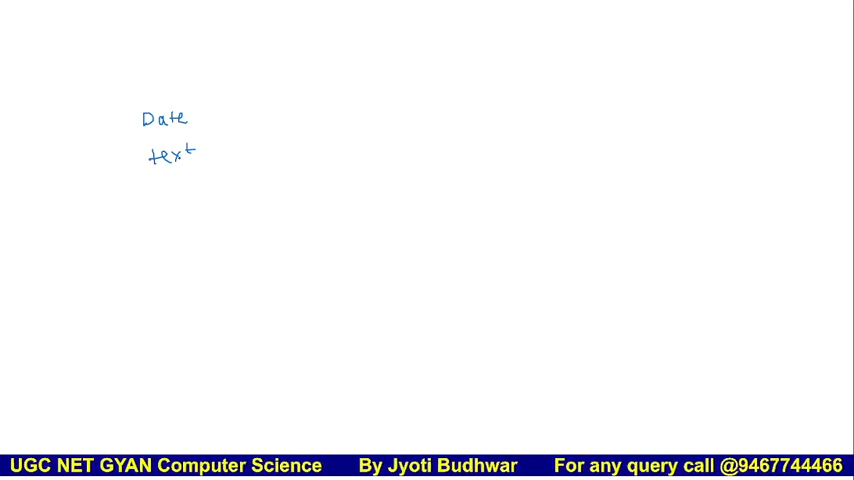 Date
text
UGC NET GYAN Computer Science By Jyoti Budhwar For any query call @9467744466